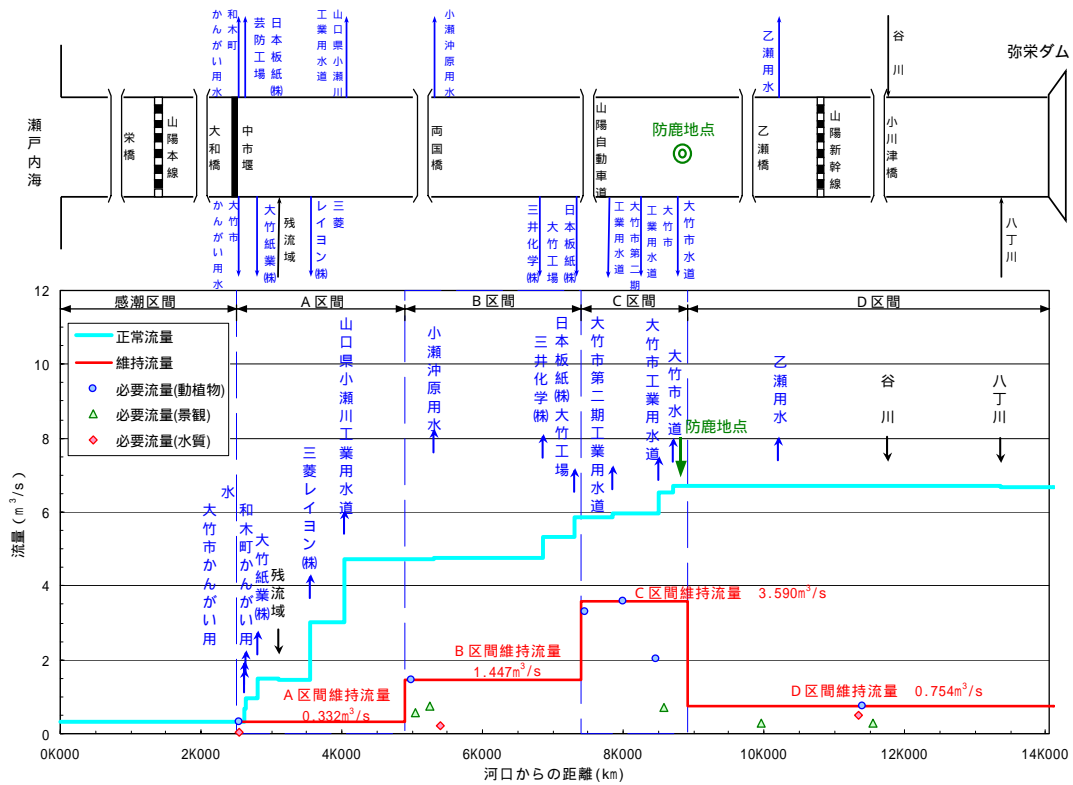 和木町
かんがい用水
日本板紙㈱
芸防工場
山口県小瀬川
工業用水道
小瀬沖原用水
乙瀬用水
谷川
弥栄ダム
瀬戸内海
栄橋
山陽本線
大和橋
中市堰
両国橋
山陽自動車道
防鹿地点
乙瀬橋
山陽新幹線
小川津橋
大竹市
かんがい用水
大竹紙業㈱
残流域
三菱
レイヨン㈱
三井化学㈱
日本板紙㈱
大竹工場
工業用水道
大竹市第二期
工業用水道
大竹市
大竹市水道
八丁川
感潮区間
A区間
B区間
C区間
D区間
正常流量
維持流量
必要流量(動植物)
必要流量(景観)
必要流量(水質)
大竹市かんがい用水
和木町かんがい用
大竹紙業㈱
残流域
三菱レイヨン㈱
山口県小瀬川工業用水道
小瀬沖原用水
三井化学㈱
日本板紙㈱大竹工場
大竹市第二期工業用水道
大竹市工業用水道
大竹市水道
防鹿地点
乙瀬用水
谷川
八丁川
A区間維持流量
0.332m³/s
B区間維持流量
1.447m³/s
C区間維持流量 3.590m³/s
D区間維持流量 0.754m³/s
流量(m³/s)
12
10
8
6
4
2
0
0K000 2K000 4K000 6K000 8K000 10K000 12K000 14K000
河口からの距離(km)